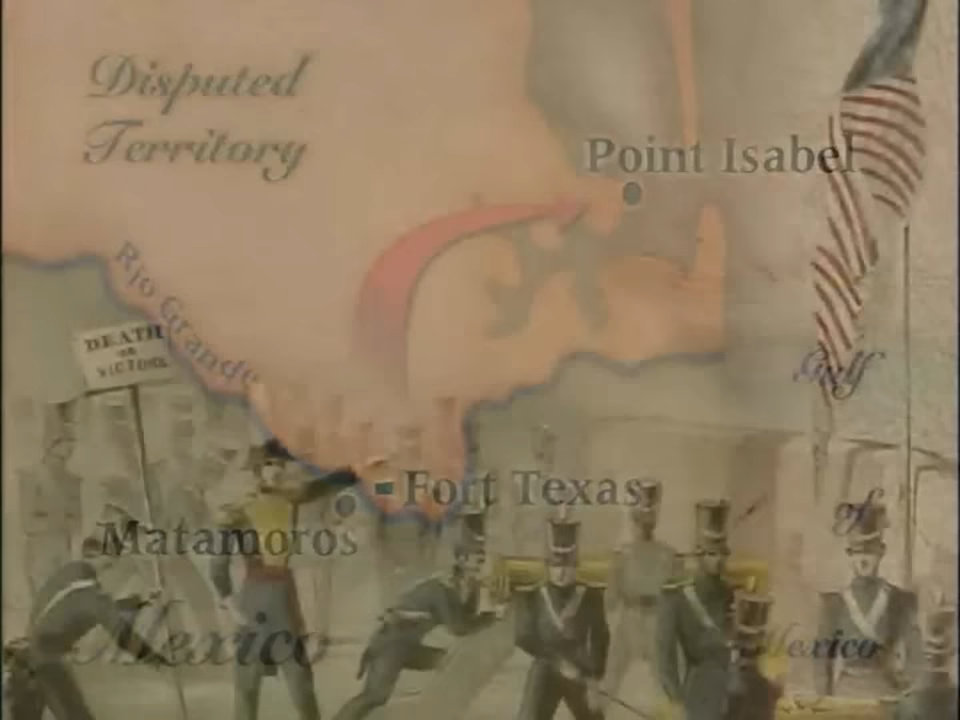 Disputed
Territory
Point Isabel
Rio Grande
DEATH
OR
VICTORY
Gulf
Fort Texas
of
Matamoros
Mexico
Mexico